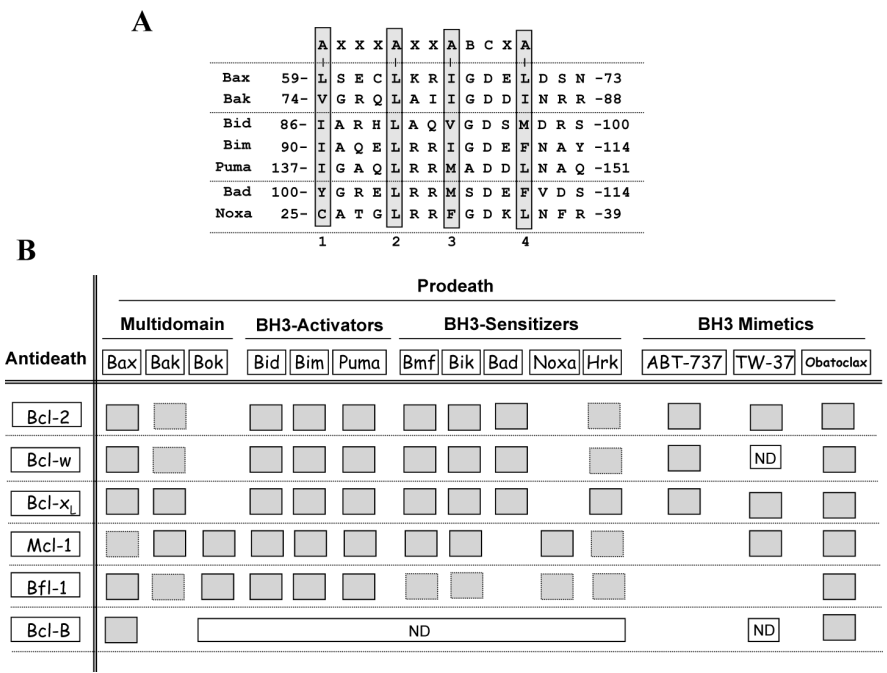 A
A X X X A X X A B C X A
Bax 59- L S E C L K R I G D E L D S N -73
Bak 74- V G R Q L A I I G D D I N R R -88
Bid 86- I A R H L A Q V G D S M D R S -100
Bim 90- I A Q E L R R I G D E F N A Y -114
Puma 137- I G A Q L R R M A D D L N A Q -151
Bad 100- Y G R E L R R M S D E F V D S -114
Noxa 25- C A T G L R R F G D K L N F R -39
1 2 3 4
B
Prodeath
Multidomain BH3-Activators BH3-Sensitizers BH3 Mimetics
Antideath Bax Bak Bok Bid Bim Puma Bmf Bik Bad Noxa Hrk ABT-737 TW-37 Obatoclax
Bcl-2
Bcl-w ND
Bcl-xL
Mcl-1
Bfl-1
Bcl-B ND ND